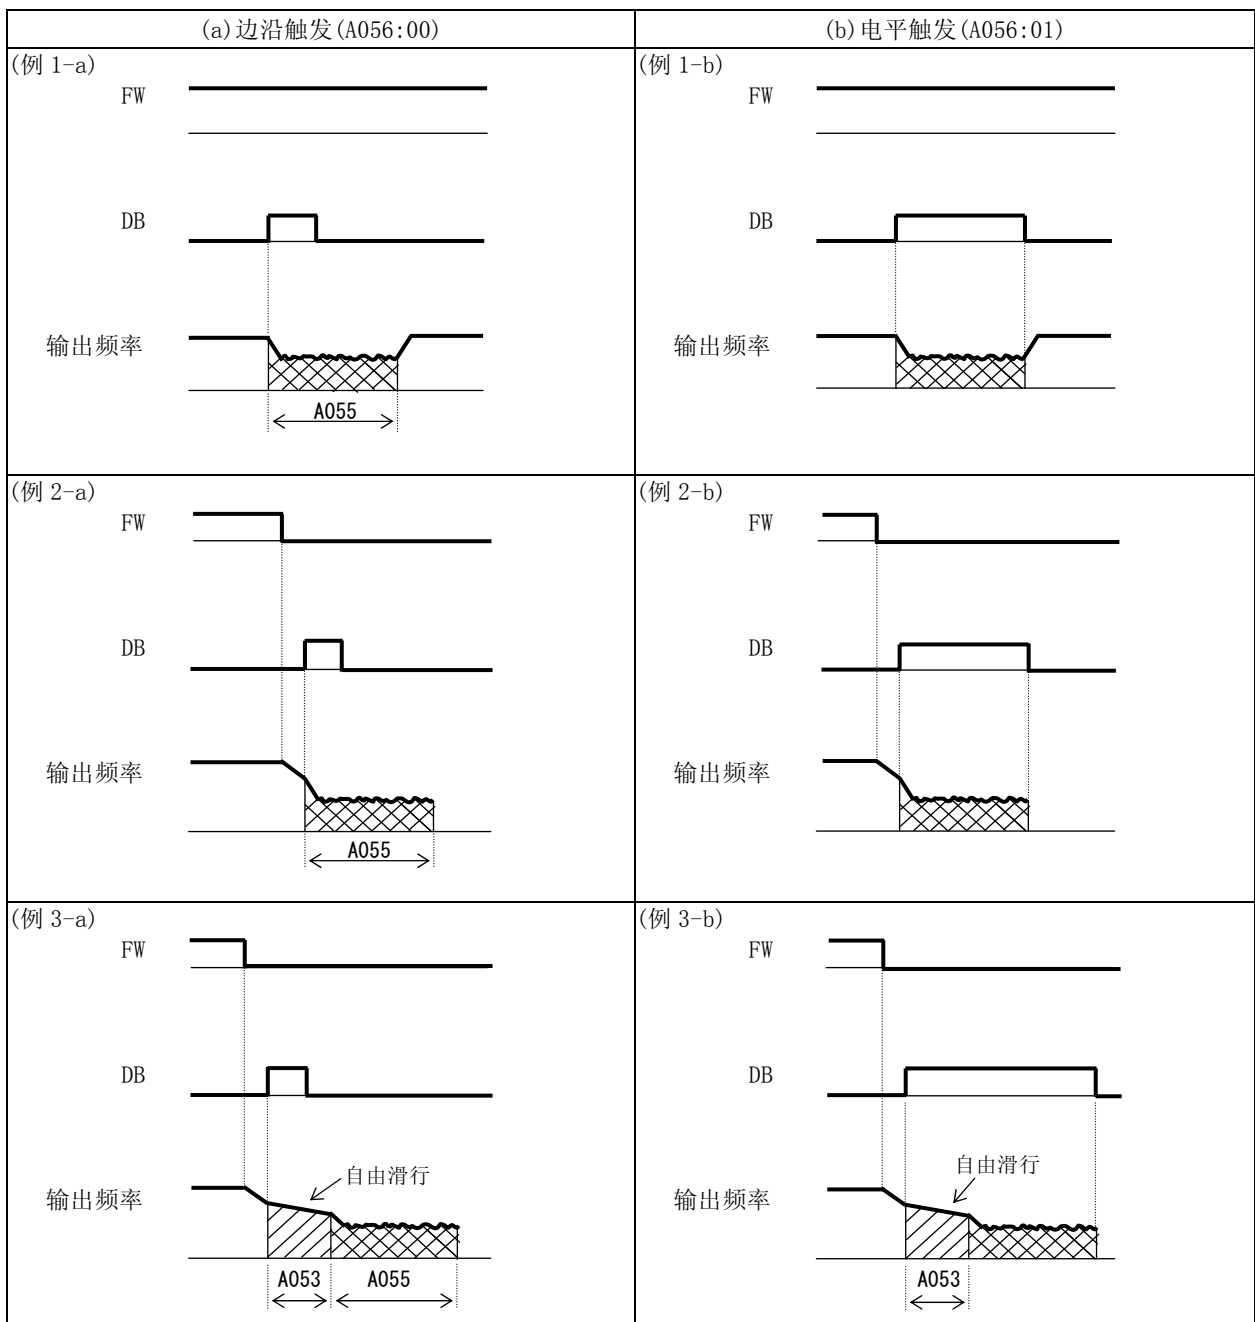 (a)边沿触发(A056:00)
(b)电平触发(A056:01)
(例 1-a)
FW
DB
输出频率
A055
(例 1-b)
FW
DB
输出频率
(例 2-a)
FW
DB
输出频率
A055
(例 2-b)
FW
DB
输出频率
(例 3-a)
FW
DB
自由滑行
输出频率
A053
A055
(例 3-b)
FW
DB
自由滑行
输出频率
A053